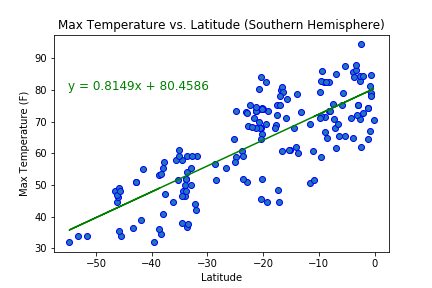 Max Temperature vs. Latitude (Southern Hemisphere)
90
80
70
60
50
40
30
Max Temperature (F)
y = 0.8149x + 80.4586
−50 −40 −30 −20 −10 0
Latitude